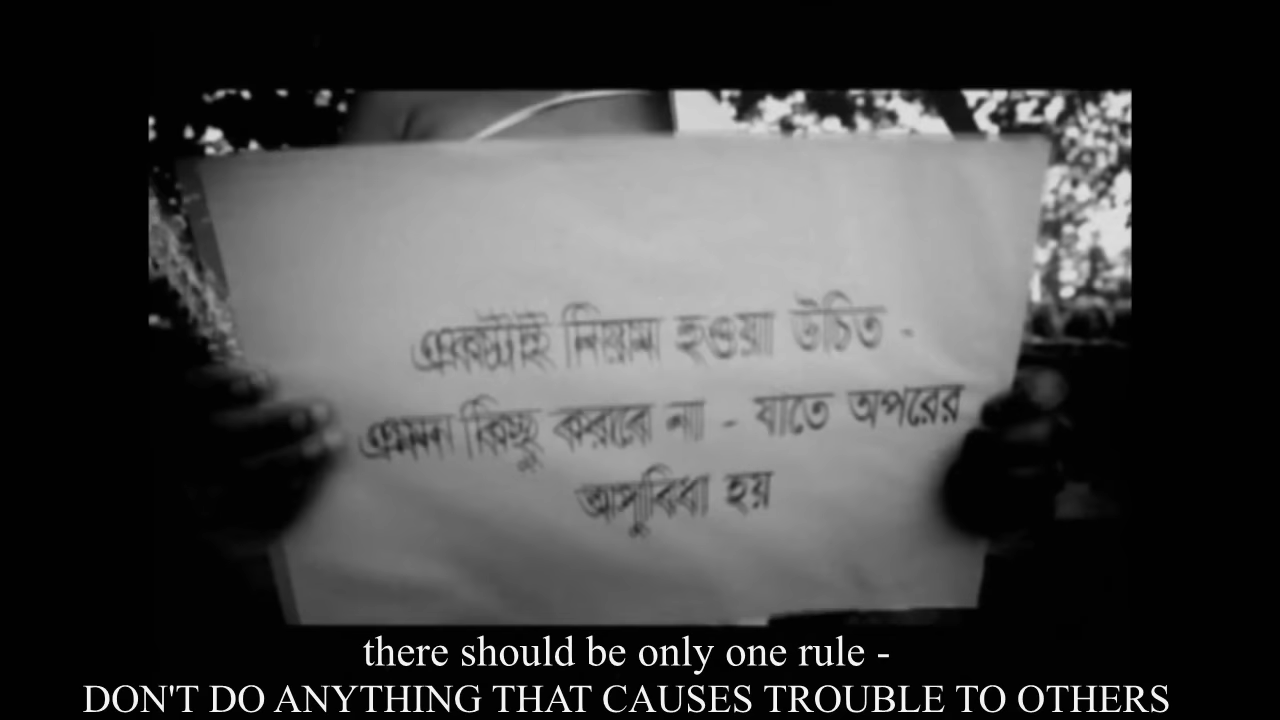 একটাই নিয়ম হওয়া উচিত -
এমন কিছু করবে না - যাতে অপরের
অসুবিধা হয়
there should be only one rule -
DON'T DO ANYTHING THAT CAUSES TROUBLE TO OTHERS